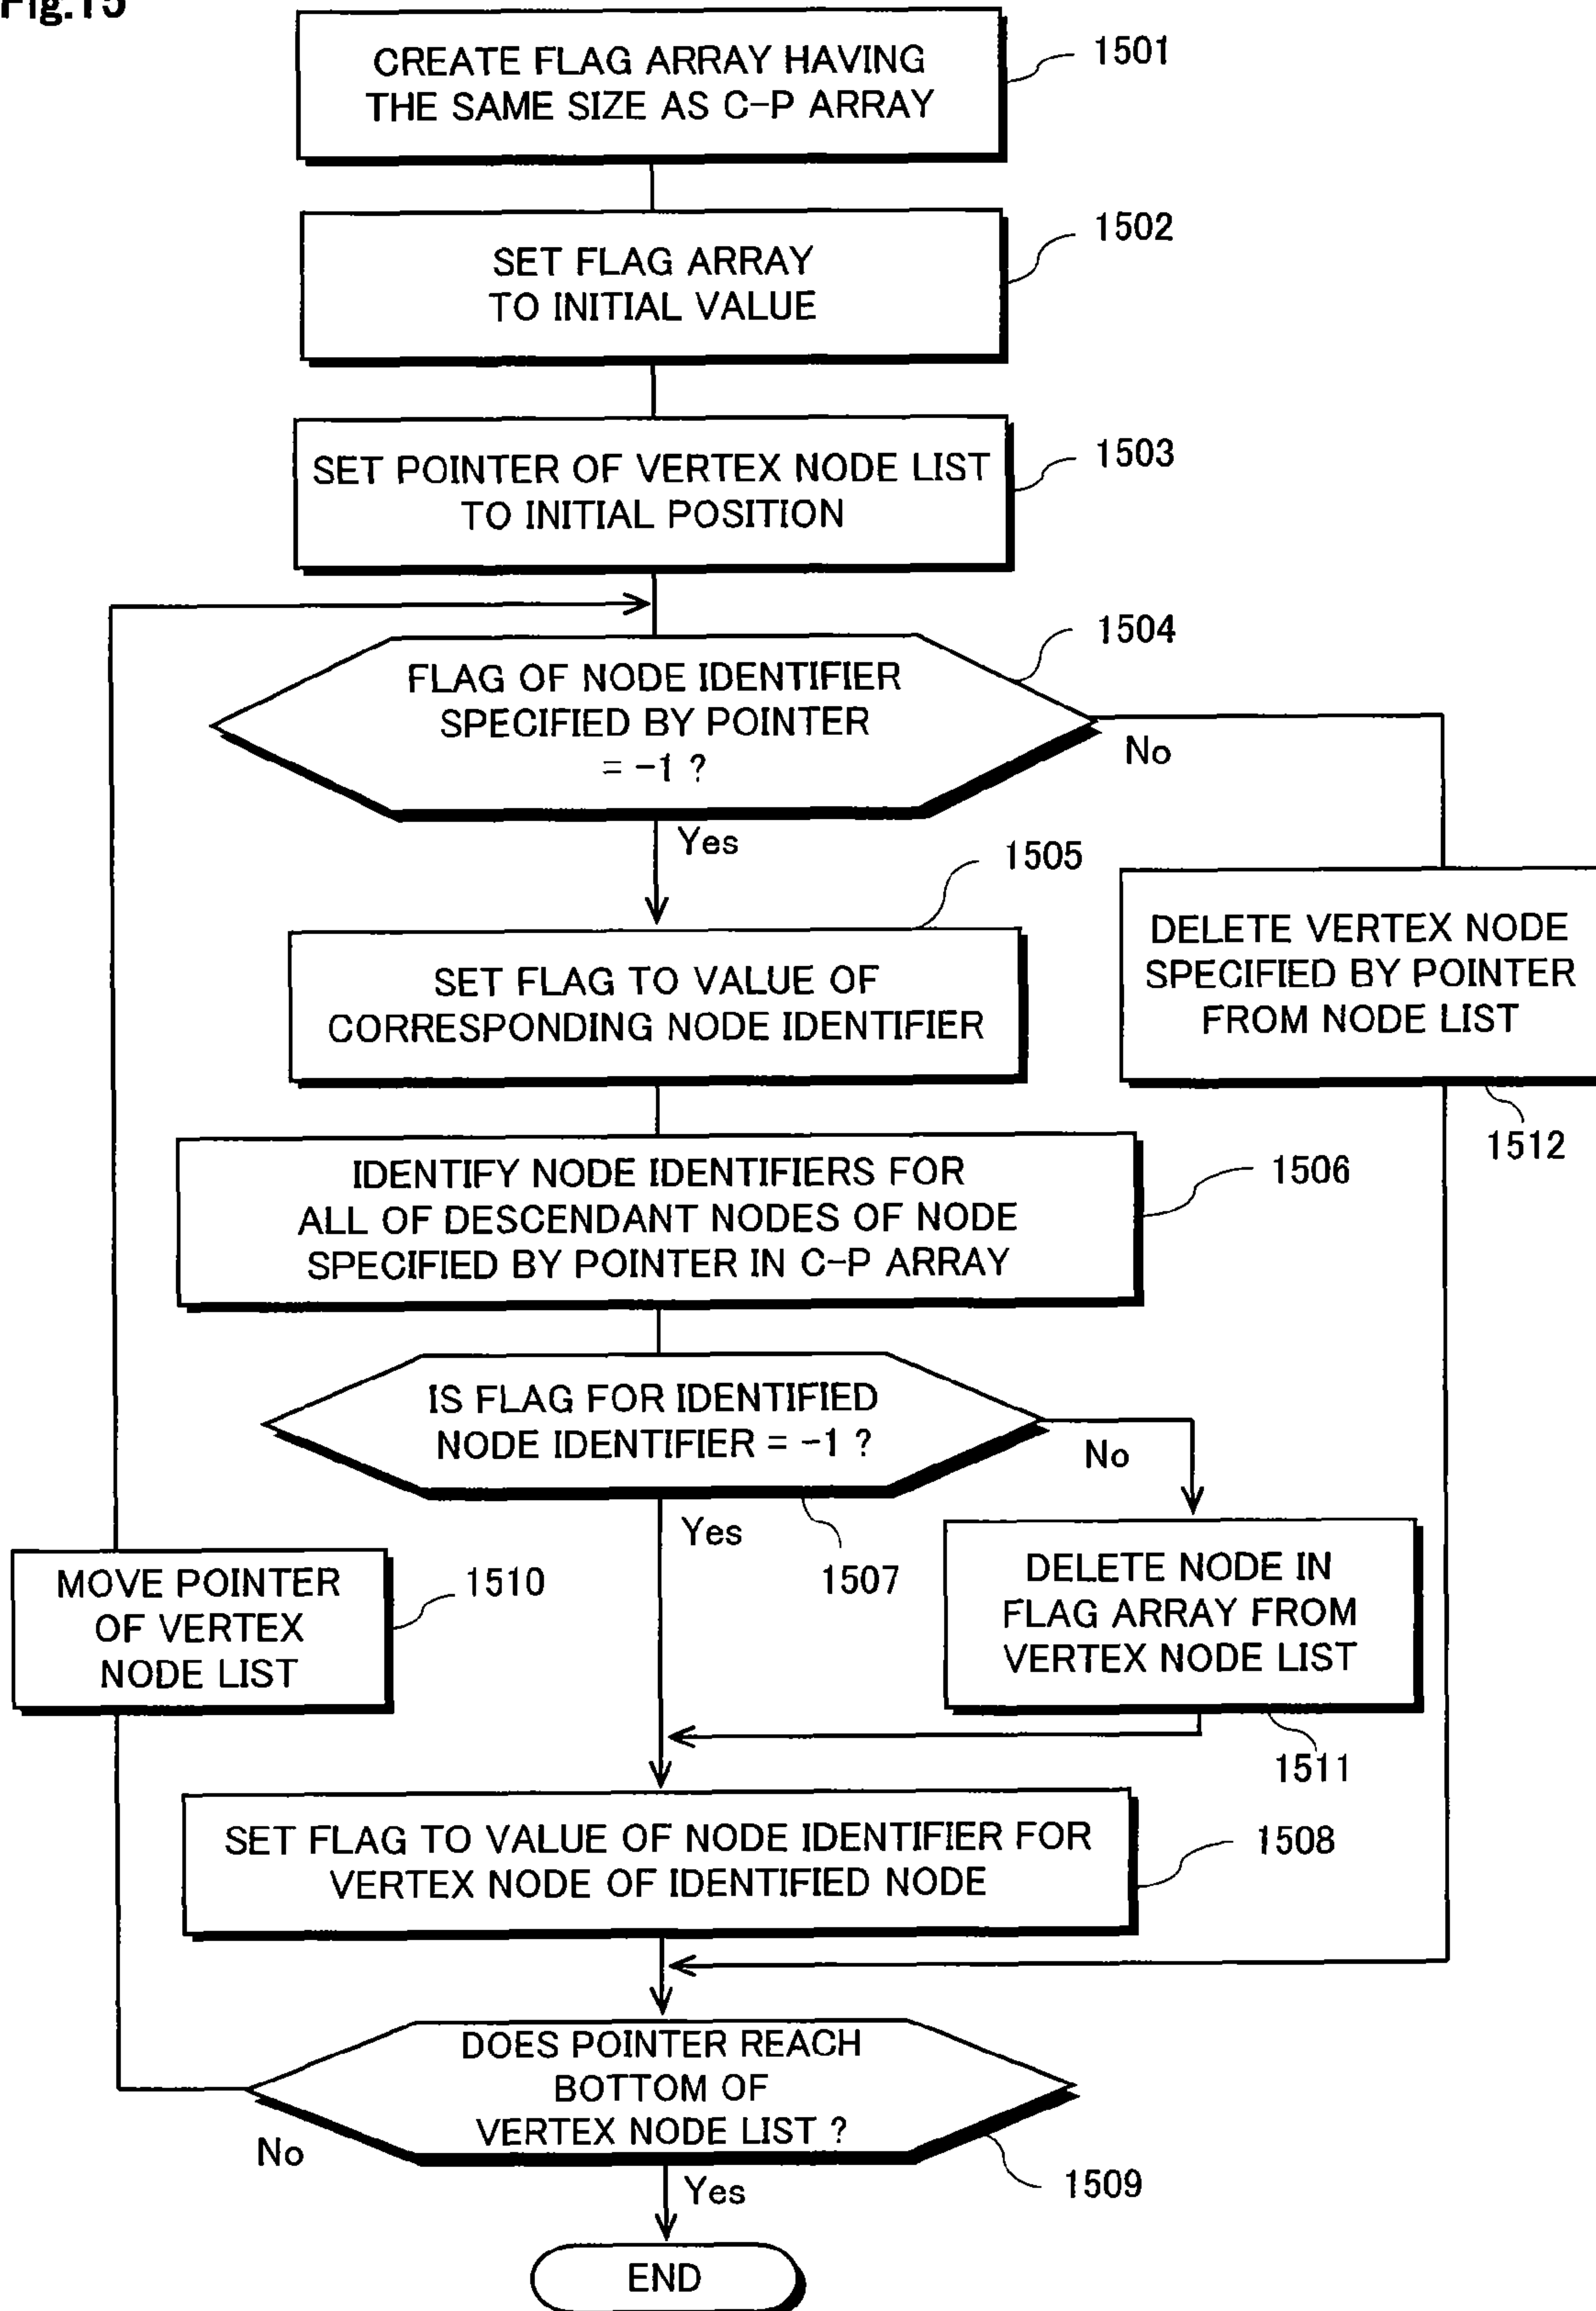 Fig.15
CREATE FLAG ARRAY HAVING
THE SAME SIZE AS C-P ARRAY
1501
SET FLAG ARRAY
TO INITIAL VALUE
1502
SET POINTER OF VERTEX NODE LIST
TO INITIAL POSITION
1503
FLAG OF NODE IDENTIFIER
SPECIFIED BY POINTER
= -1 ?
1504
No
Yes
1505
SET FLAG TO VALUE OF
CORRESPONDING NODE IDENTIFIER
DELETE VERTEX NODE
SPECIFIED BY POINTER
FROM NODE LIST
1512
IDENTIFY NODE IDENTIFIERS FOR
ALL OF DESCENDANT NODES OF NODE
SPECIFIED BY POINTER IN C-P ARRAY
1506
IS FLAG FOR IDENTIFIED
NODE IDENTIFIER = -1 ?
No
Yes
1507
MOVE POINTER
OF VERTEX
NODE LIST
1510
DELETE NODE IN
FLAG ARRAY FROM
VERTEX NODE LIST
1511
SET FLAG TO VALUE OF NODE IDENTIFIER FOR
VERTEX NODE OF IDENTIFIED NODE
1508
DOES POINTER REACH
BOTTOM OF
VERTEX NODE LIST ?
No
1509
Yes
END